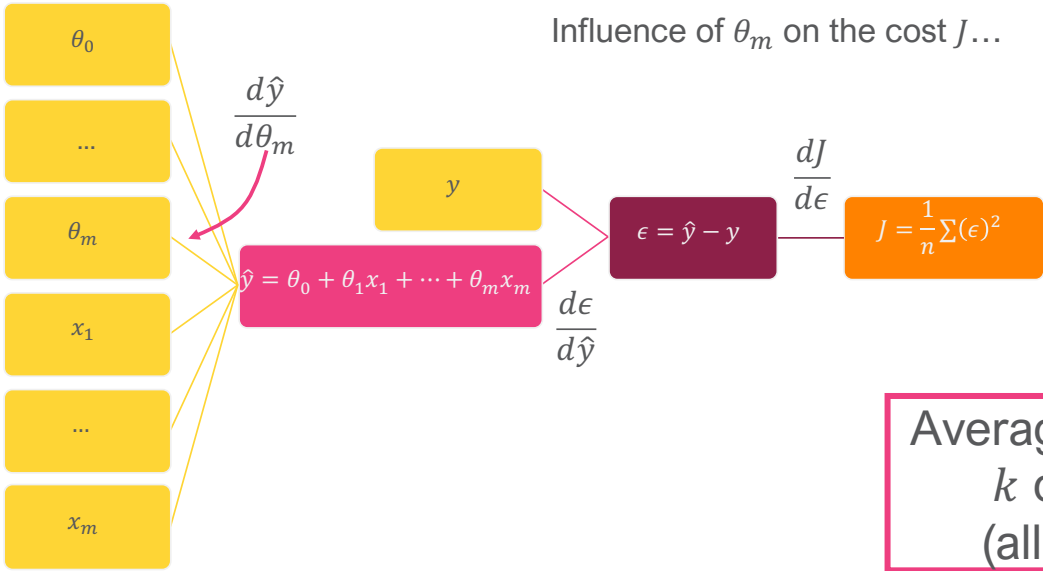 Influence of θₘ on the cost J…
θ₀
…
θₘ
x₁
…
xₘ
dŷ
dθₘ
y
ŷ = θ₀ + θ₁x₁ + ⋯ + θₘxₘ
dϵ
dŷ
ϵ = ŷ − y
dJ
dϵ
J = 1/n ∑(ϵ)²
k
(all